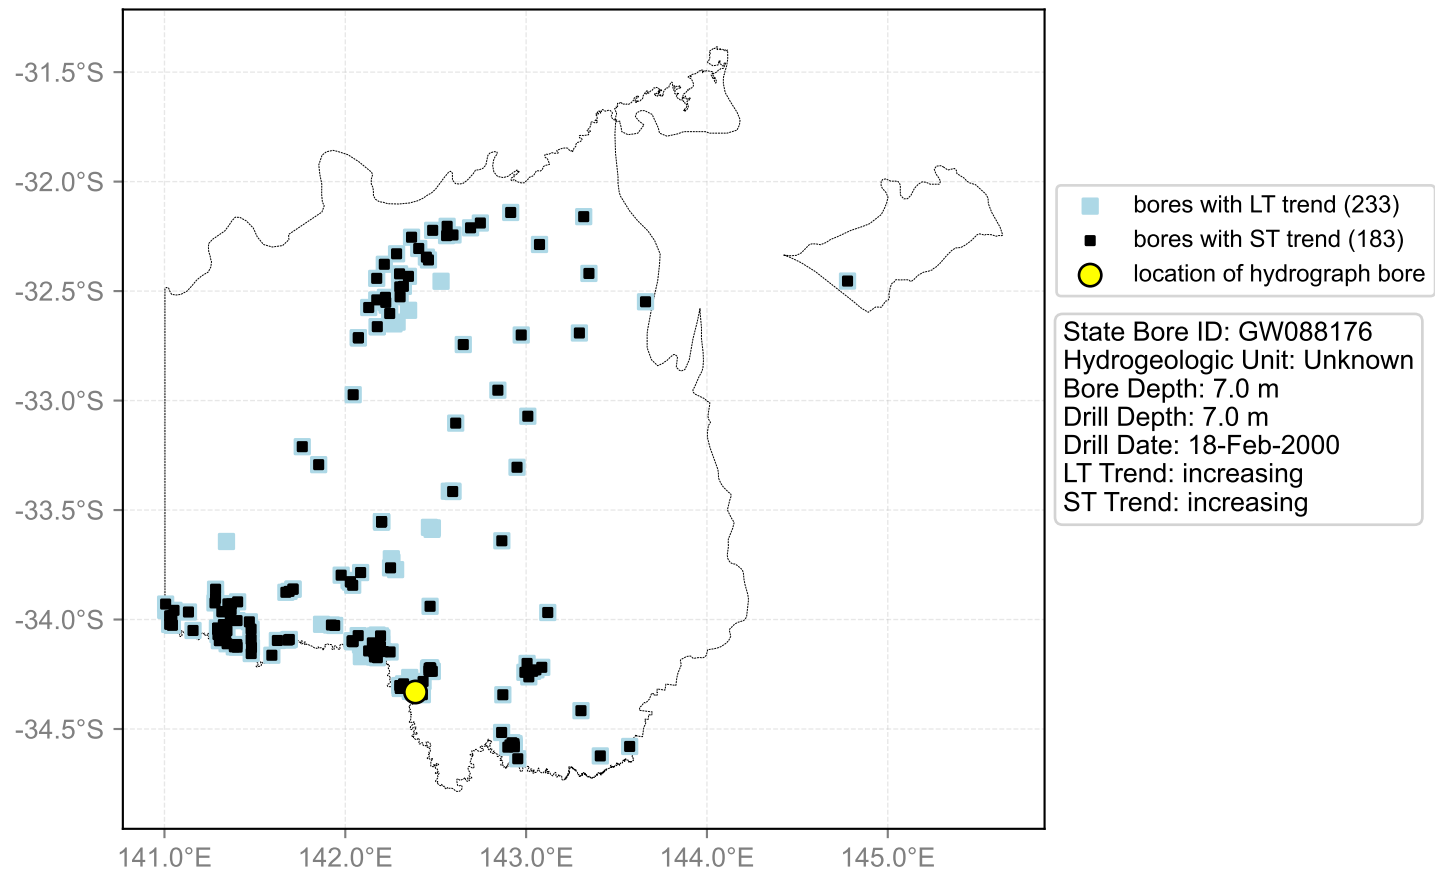 -31.5°S
-32.0°S
-32.5°S
-33.0°S
-33.5°S
-34.0°S
-34.5°S
141.0°E
142.0°E
143.0°E
144.0°E
145.0°E
bores with LT trend (233)
bores with ST trend (183)
location of hydrograph bore
State Bore ID: GW088176
Hydrogeologic Unit: Unknown
Bore Depth: 7.0 m
Drill Depth: 7.0 m
Drill Date: 18-Feb-2000
LT Trend: increasing
ST Trend: increasing